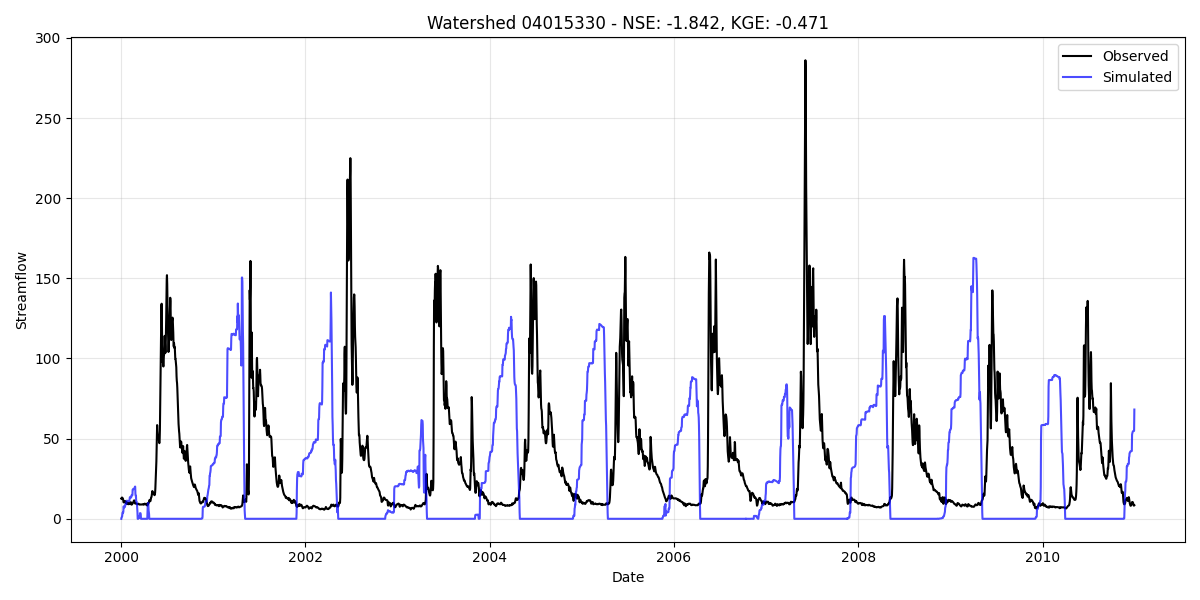 Watershed 04015330 - NSE: -1.842, KGE: -0.471
Observed
Simulated
Streamflow
300
250
200
150
100
50
0
2000 2002 2004 2006 2008 2010
Date